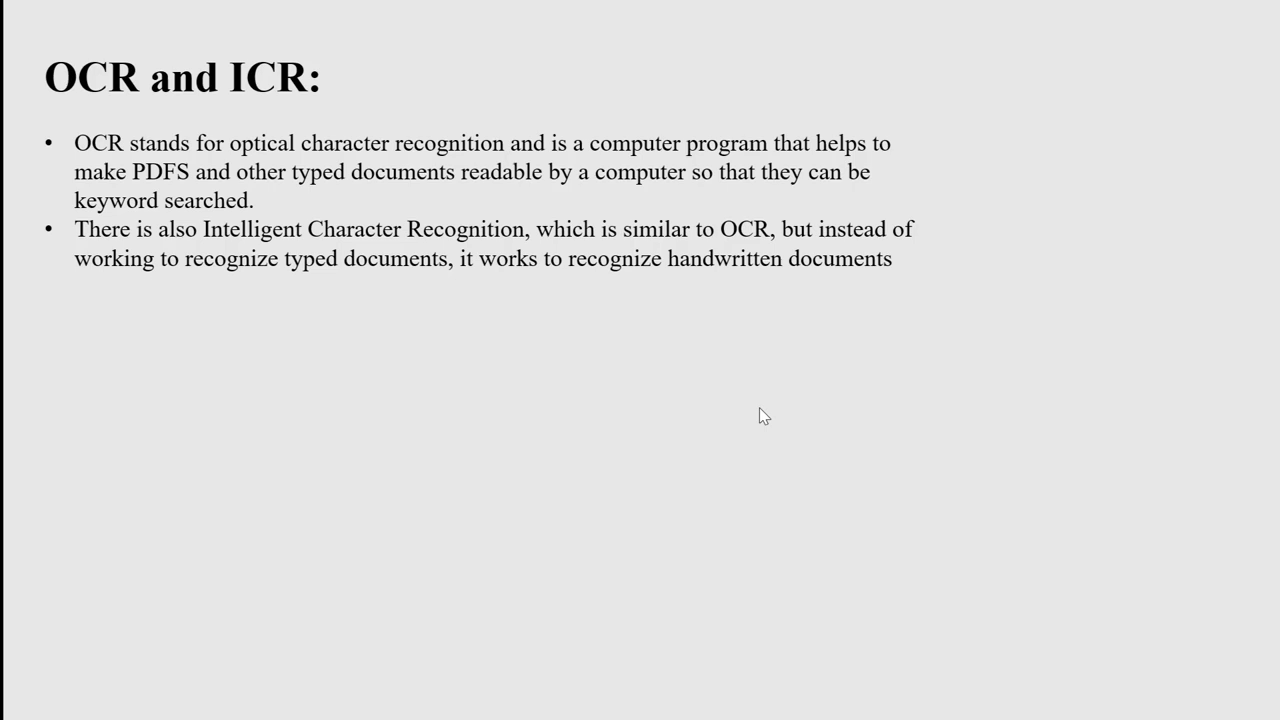 OCR and ICR:
• OCR stands for optical character recognition and is a computer program that helps to
make PDFS and other typed documents readable by a computer so that they can be
keyword searched.
• There is also Intelligent Character Recognition, which is similar to OCR, but instead of
working to recognize typed documents, it works to recognize handwritten documents